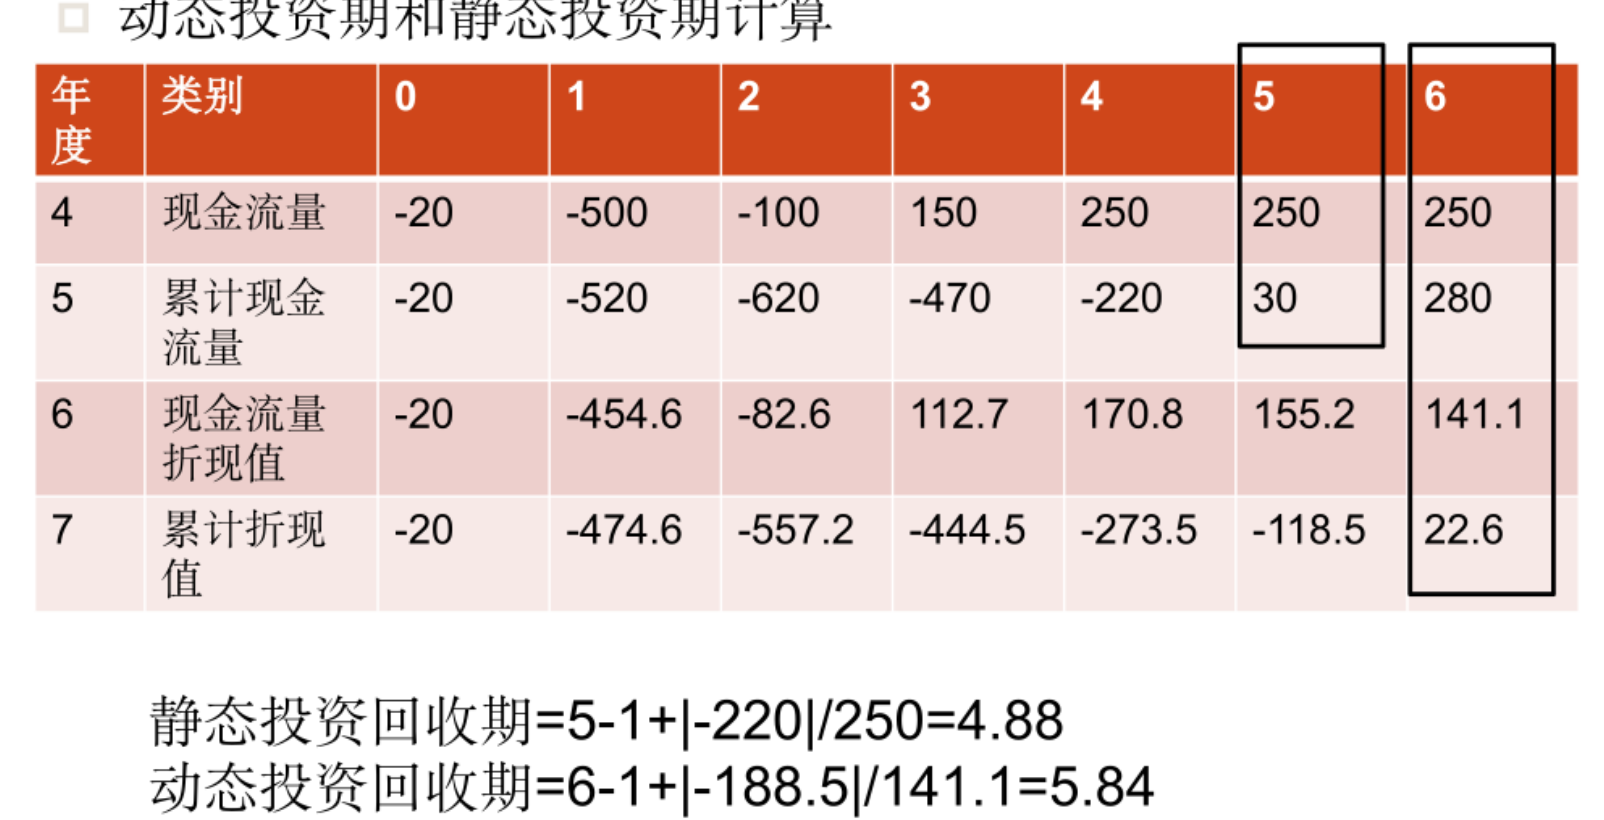 动态投资期和静态投资期计算
年度 类别 0 1 2 3 4 5 6
4 现金流量 -20 -500 -100 150 250 250 250
5 累计现金流量 -20 -520 -620 -470 -220 30 280
6 现金流量折现值 -20 -454.6 -82.6 112.7 170.8 155.2 141.1
7 累计折现值 -20 -474.6 -557.2 -444.5 -273.5 -118.5 22.6
静态投资回收期=5-1+|-220|/250=4.88
动态投资回收期=6-1+|-188.5|/141.1=5.84